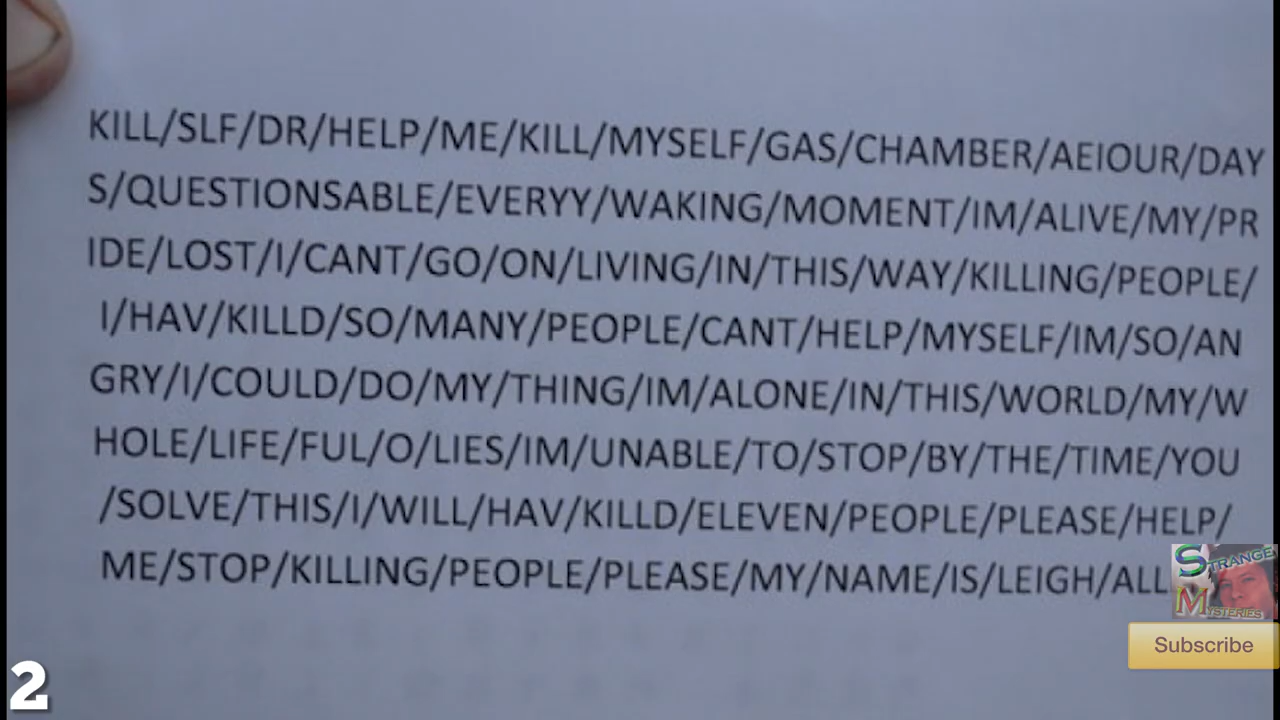 KILL/SLF/DR/HELP/ME/KILL/MYSELF/GAS/CHAMBER/AEIOUR/DAY
S/QUESTIONSABLE/EVERYY/WAKING/MOMENT/IM/ALIVE/MY/PR
IDE/LOST/I/CANT/GO/ON/LIVING/IN/THIS/WAY/KILLING/PEOPLE/
I/HAV/KILLD/SO/MANY/PEOPLE/CANT/HELP/MYSELF/IM/SO/AN
GRY/I/COULD/DO/MY/THING/IM/ALONE/IN/THIS/WORLD/MY/W
HOLE/LIFE/FUL/O/LIES/IM/UNABLE/TO/STOP/BY/THE/TIME/YOU
/SOLVE/THIS/I/WILL/HAV/KILLD/ELEVEN/PEOPLE/PLEASE/HELP/
ME/STOP/KILLING/PEOPLE/PLEASE/MY/NAME/IS/LEIGH/ALL
STRANGE
MYSTERIES
Subscribe
2